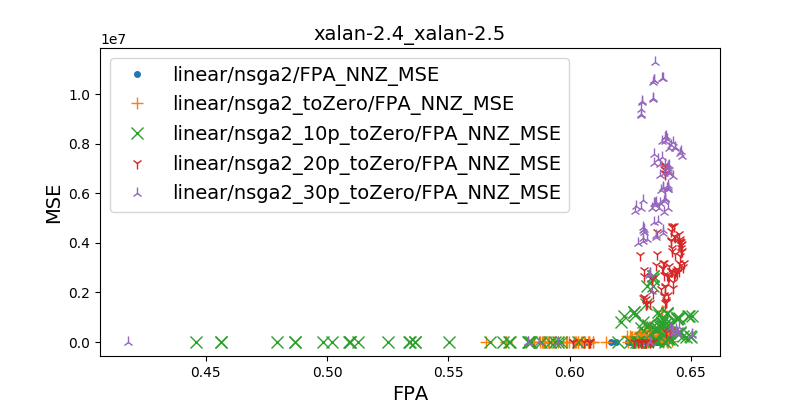 xalan-2.4_xalan-2.5
1e7
linear/nsga2/FPA_NNZ_MSE
linear/nsga2_toZero/FPA_NNZ_MSE
linear/nsga2_10p_toZero/FPA_NNZ_MSE
linear/nsga2_20p_toZero/FPA_NNZ_MSE
linear/nsga2_30p_toZero/FPA_NNZ_MSE
MSE
1.0
0.8
0.6
0.4
0.2
0.0
0.45 0.50 0.55 0.60 0.65
FPA